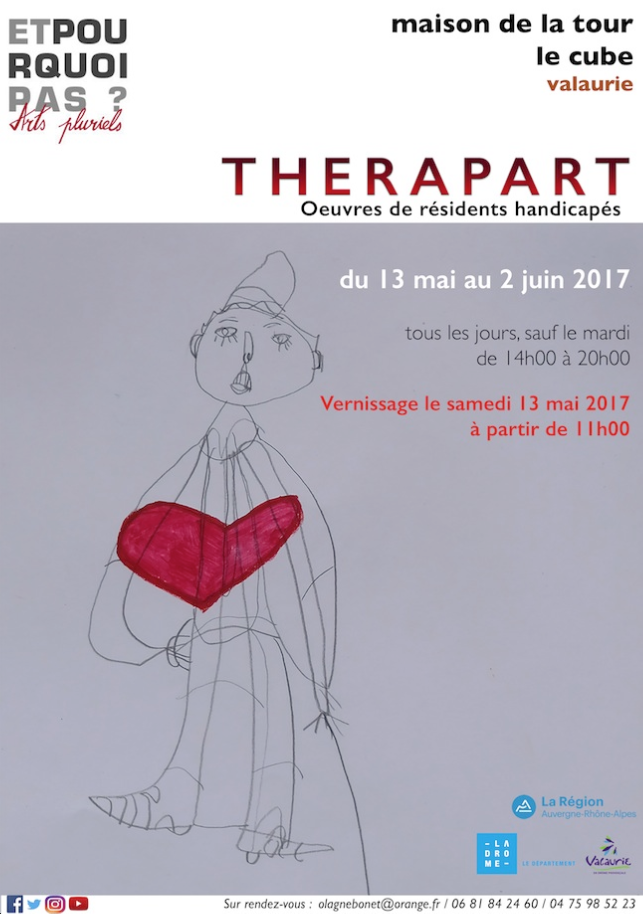 ETPOU
RQUOI
PAS ?
Arts pluriels
maison de la tour
le cube
valaurie
THERAPART
Oeuvres de résidents handicapés
du 13 mai au 2 juin 2017
tous les jours, sauf le mardi
de 14h00 à 20h00
Vernissage le samedi 13 mai 2017
à partir de 11h00
La Région
Auvergne-Rhône-Alpes
- LA
DRO
ME -
LE DÉPARTEMENT
Valaurie
Sur rendez-vous : olagnebonet@orange.fr / 06 81 84 24 60 / 04 75 98 52 23